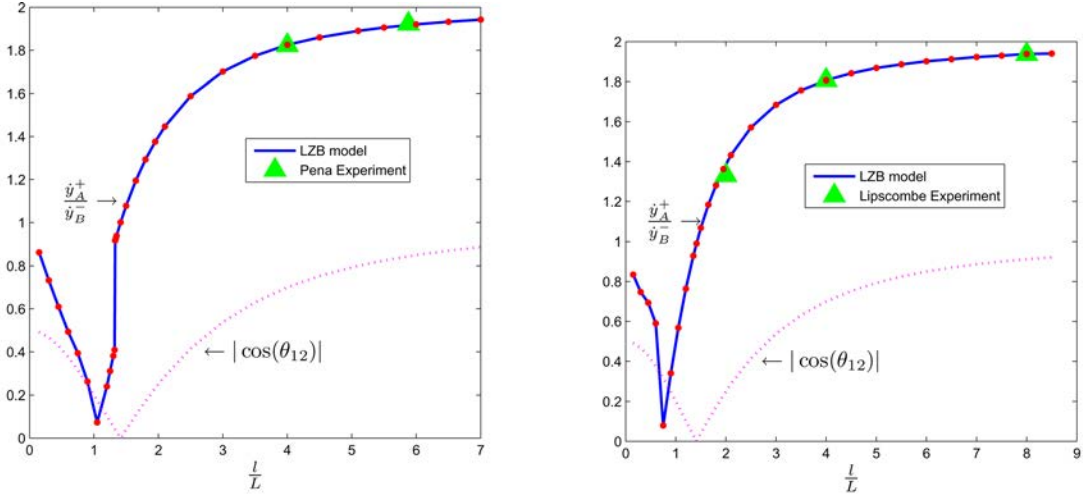 2
1.8
1.6
1.4
1.2
1
0.8
0.6
0.4
0.2
0
LZB model
Pena Experiment
ẏ_A^+ / ẏ_B^- →
← | cos(θ₁₂)|
0 1 2 3 4 5 6 7
l/L
2
1.8
1.6
1.4
1.2
1
0.8
0.6
0.4
0.2
0
LZB model
Lipscombe Experiment
ẏ_A^+ / ẏ_B^- →
← | cos(θ₁₂)|
0 1 2 3 4 5 6 7 8 9
l/L